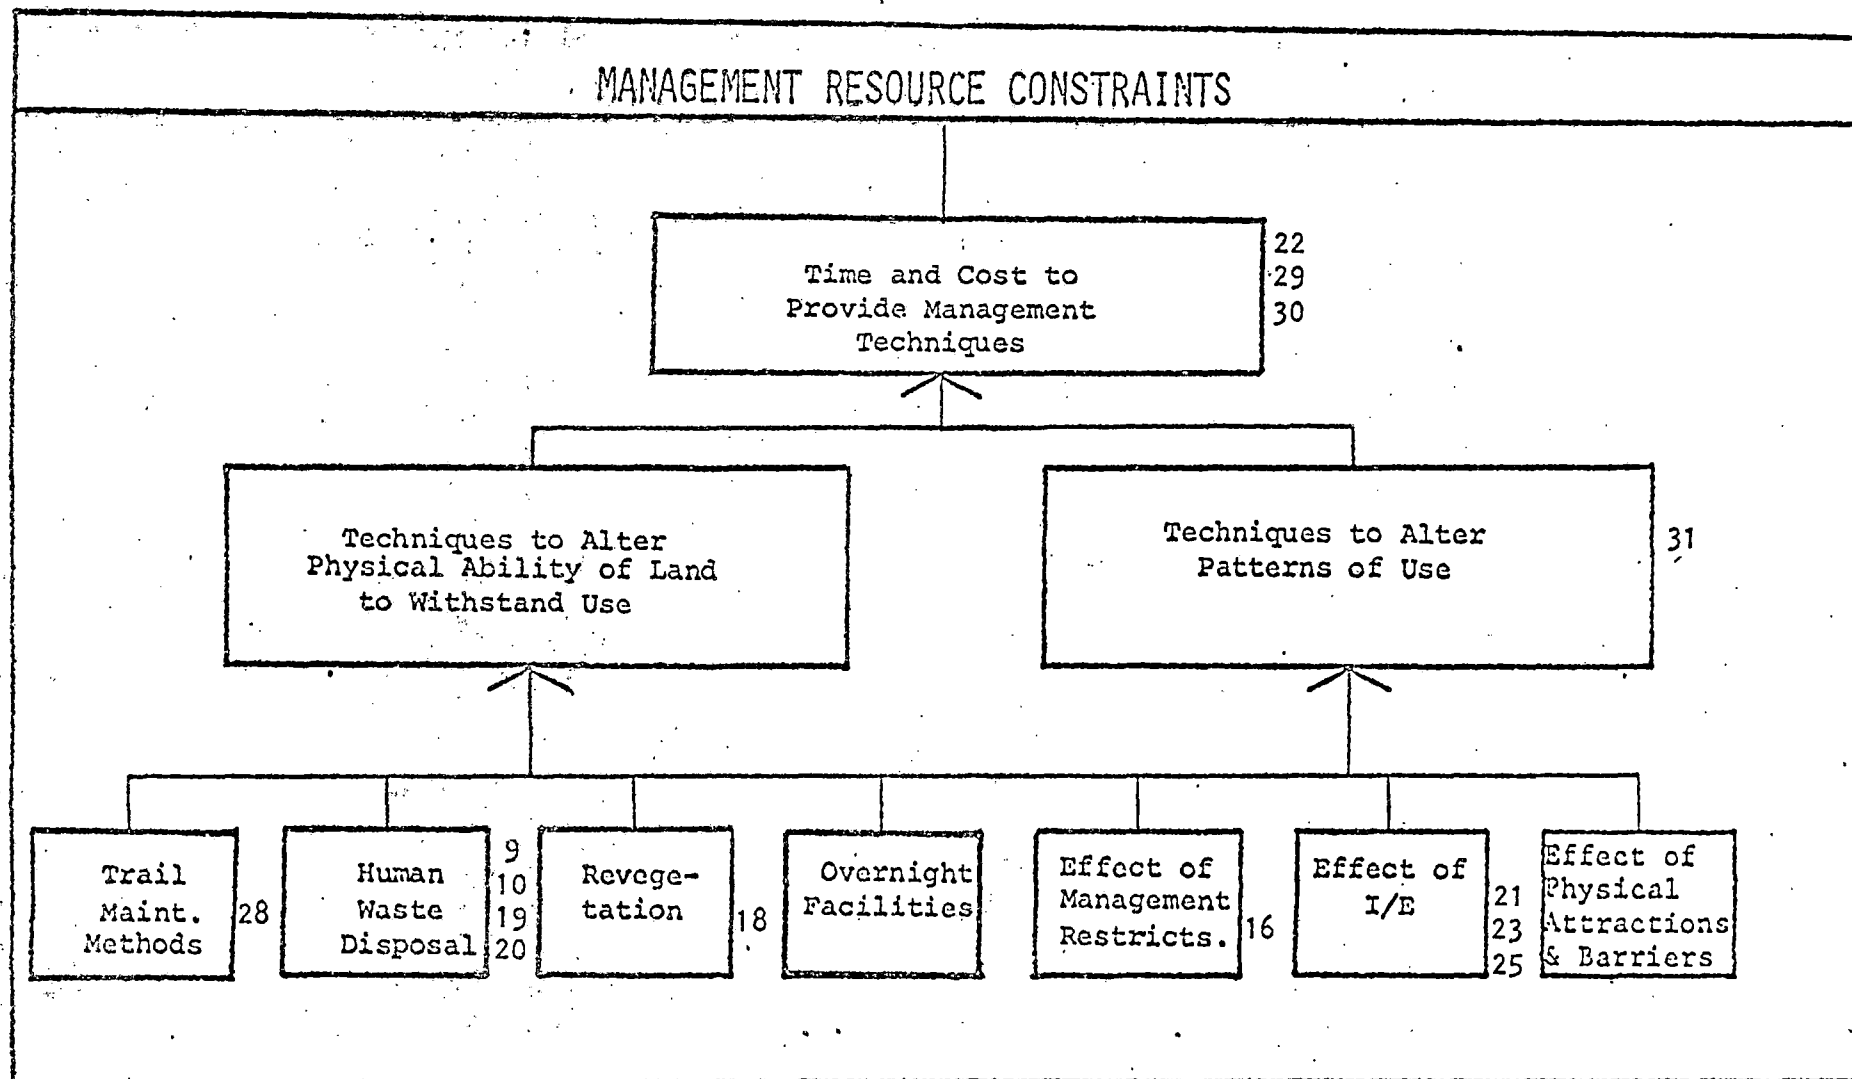 MANAGEMENT RESOURCE CONSTRAINTS
Time and Cost to
Provide Management
Techniques
22
29
30
Techniques to Alter
Physical Ability of Land
to Withstand Use
Techniques to Alter
Patterns of Use
31
Trail
Maint.
Methods
28
Human
Waste
Disposal
9
10
19
20
Revege-
tation
18
Overnight
Facilities
Effect of
Management
Restricts.
16
Effect of
I/E
21
23
25
Effect of
Physical
Attractions
& Barriers